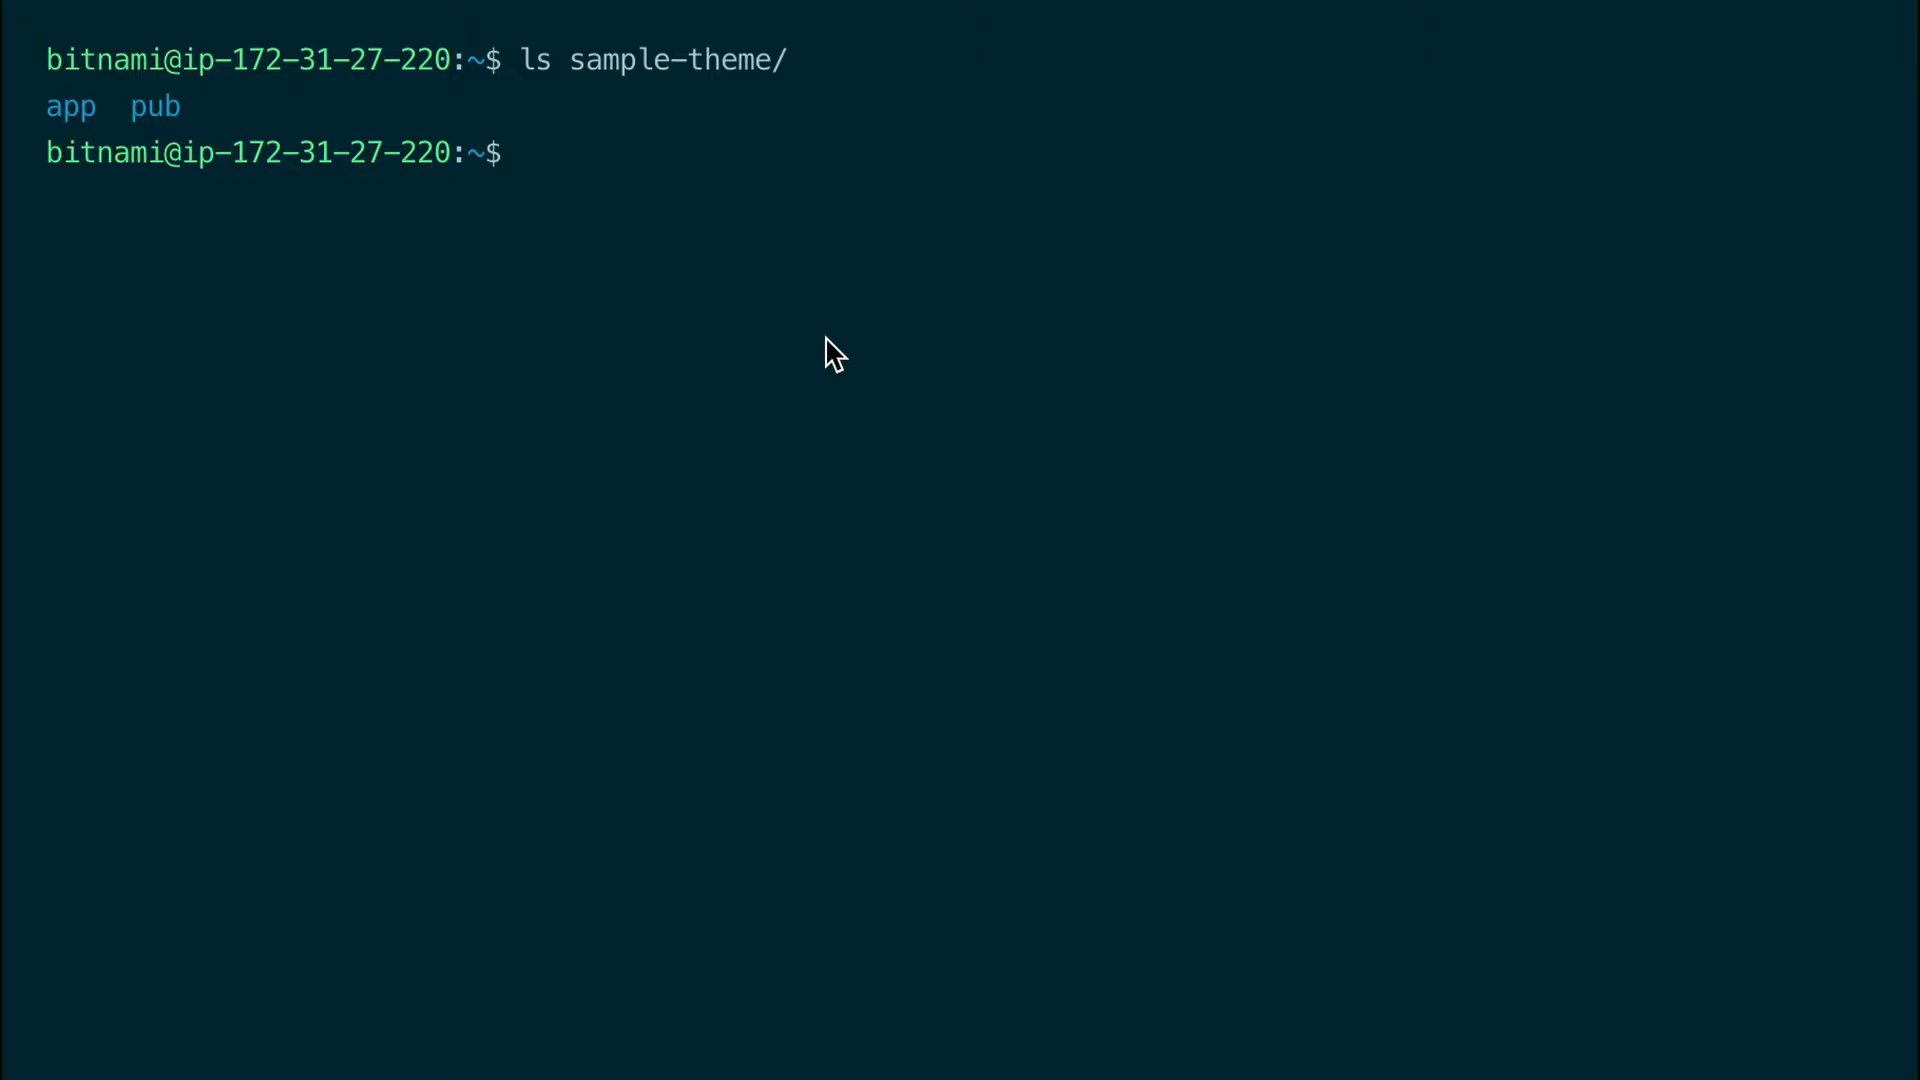 bitnami@ip-172-31-27-220:~$ ls sample-theme/
app  pub
bitnami@ip-172-31-27-220:~$